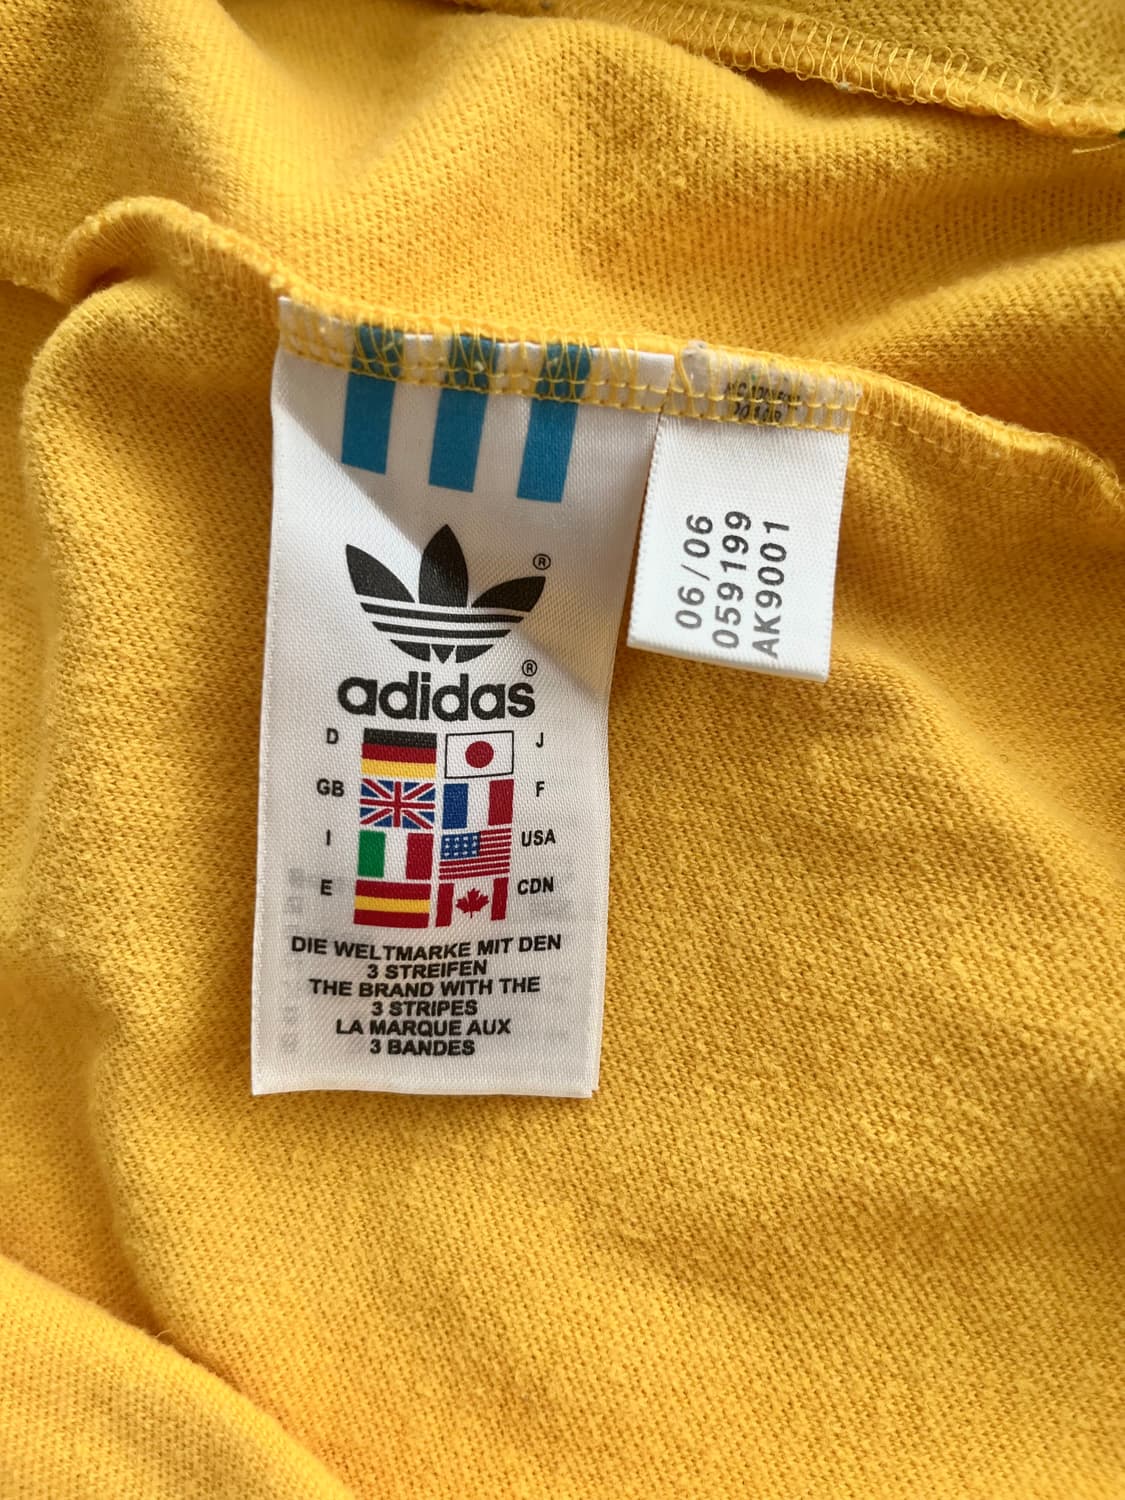 ®
adidas®
D J
GB F
I USA
E CDN
DIE WELTMARKE MIT DEN
3 STREIFEN
THE BRAND WITH THE
3 STRIPES
LA MARQUE AUX
3 BANDES
06/06
059199
AK9001